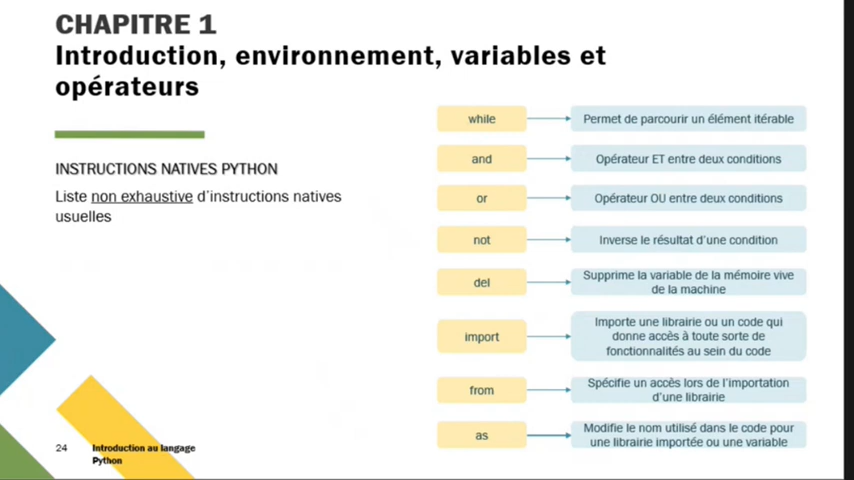 CHAPITRE 1
Introduction, environnement, variables et
opérateurs
INSTRUCTIONS NATIVES PYTHON
Liste non exhaustive d'instructions natives
usuelles
while
Permet de parcourir un élément itérable
and
Opérateur ET entre deux conditions
or
Opérateur OU entre deux conditions
not
Inverse le résultat d'une condition
del
Supprime la variable de la mémoire vive
de la machine
import
Importe une librairie ou un code qui
donne accès à toute sorte de
fonctionnalités au sein du code
from
Spécifie un accès lors de l'importation
d'une librairie
as
Modifie le nom utilisé dans le code pour
une librairie importée ou une variable
24
Introduction au langage
Python